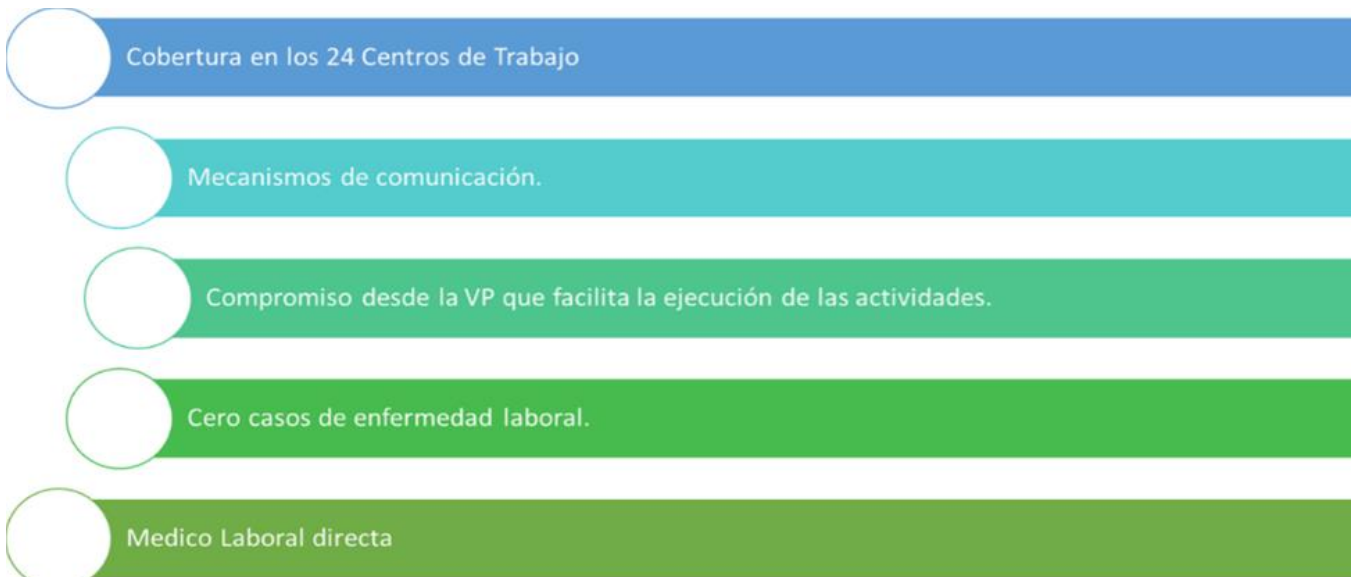 Cobertura en los 24 Centros de Trabajo
Mecanismos de comunicación.
Compromiso desde la VP que facilita la ejecución de las actividades.
Cero casos de enfermedad laboral.
Medico Laboral directa